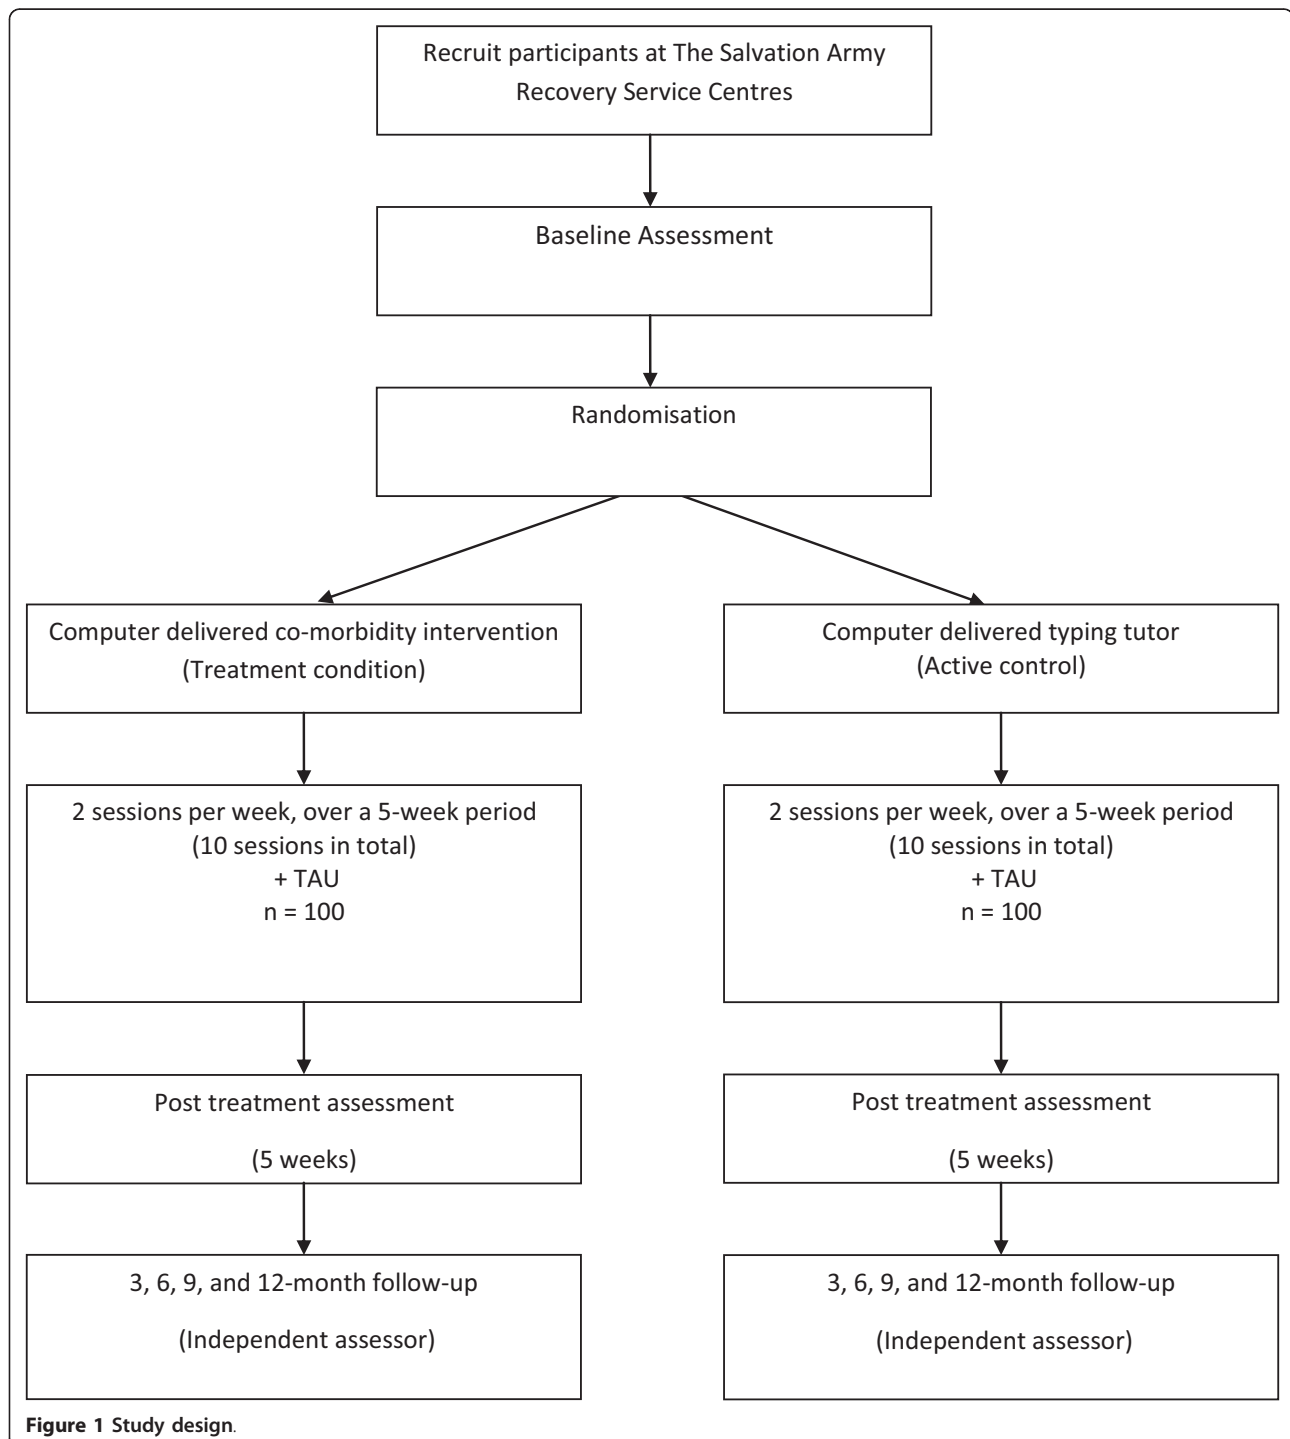 Recruit participants at The Salvation Army
Recovery Service Centres
Baseline Assessment
Randomisation
Computer delivered co-morbidity intervention
(Treatment condition)
Computer delivered typing tutor
(Active control)
2 sessions per week, over a 5-week period
(10 sessions in total)
+ TAU
n = 100
2 sessions per week, over a 5-week period
(10 sessions in total)
+ TAU
n = 100
Post treatment assessment
(5 weeks)
Post treatment assessment
(5 weeks)
3, 6, 9, and 12-month follow-up
(Independent assessor)
3, 6, 9, and 12-month follow-up
(Independent assessor)
Figure 1 Study design.